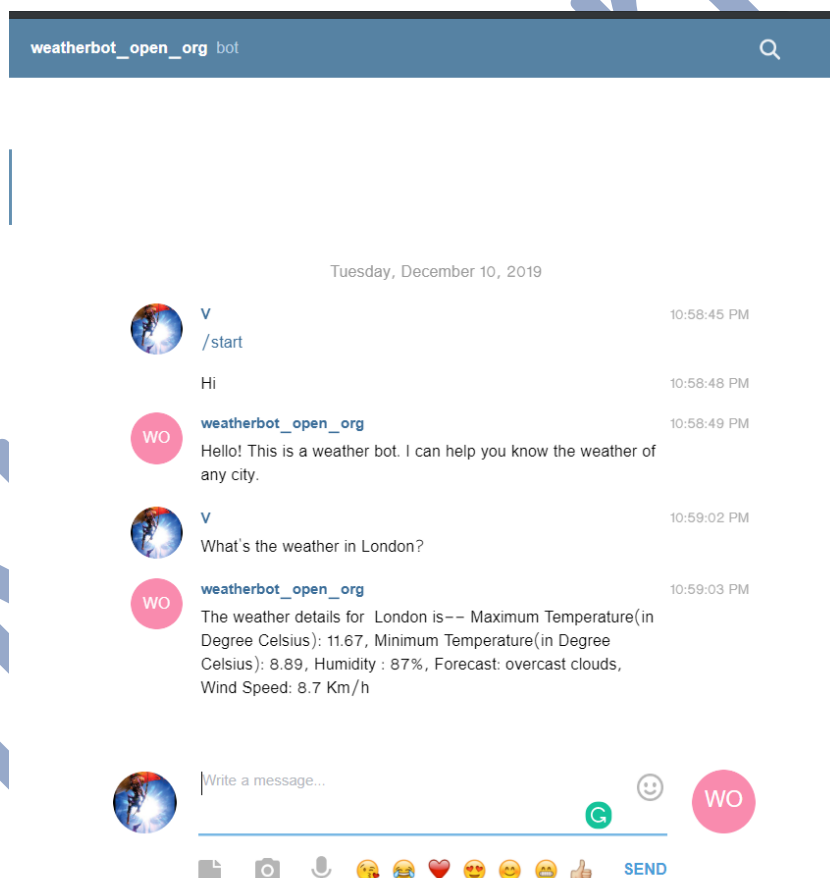 weatherbot_open_org bot
Tuesday, December 10, 2019
V 10:58:45 PM
/start
Hi 10:58:48 PM
WO
weatherbot_open_org 10:58:49 PM
Hello! This is a weather bot. I can help you know the weather of
any city.
V 10:59:02 PM
What's the weather in London?
WO
weatherbot_open_org 10:59:03 PM
The weather details for London is-- Maximum Temperature(in
Degree Celsius): 11.67, Minimum Temperature(in Degree
Celsius): 8.89, Humidity : 87%, Forecast: overcast clouds,
Wind Speed: 8.7 Km/h
Write a message...
WO
SEND